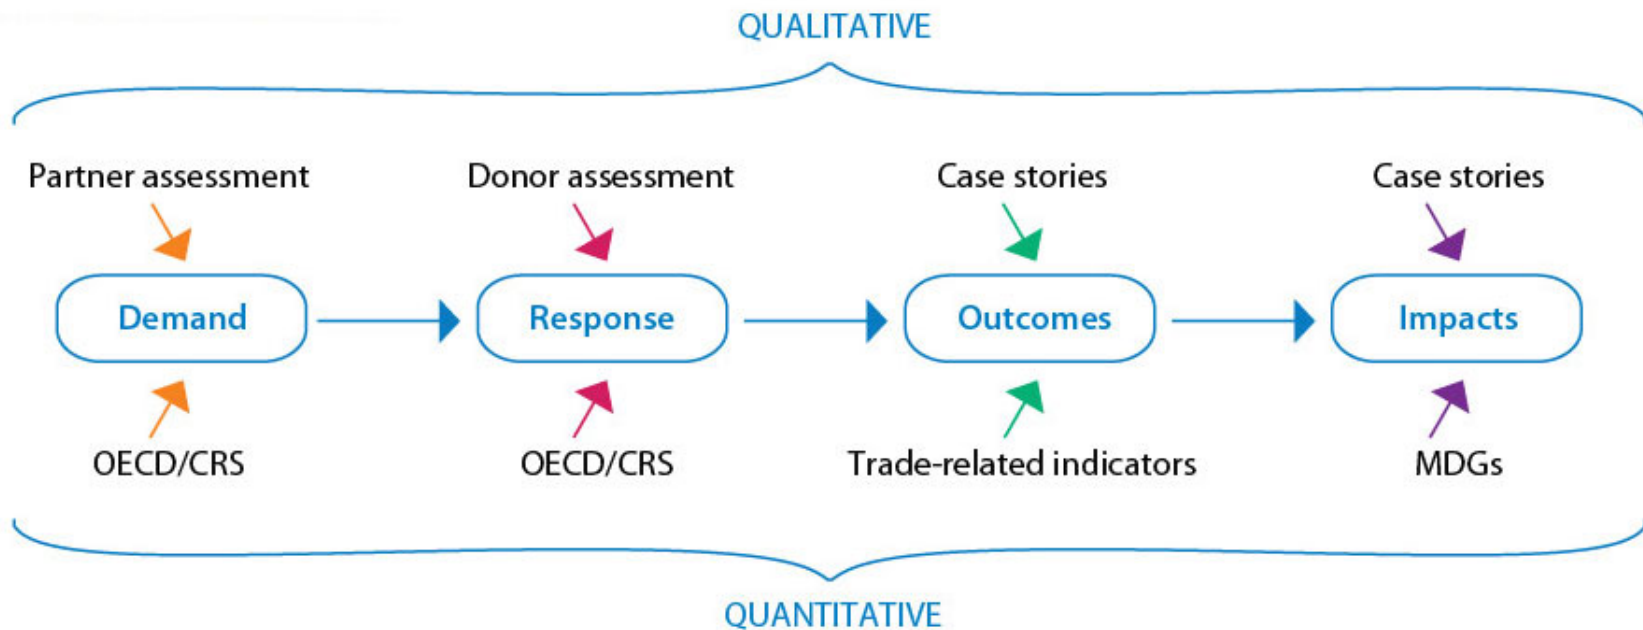 QUALITATIVE
Partner assessment
Donor assessment
Case stories
Case stories
Demand
Response
Outcomes
Impacts
OECD/CRS
OECD/CRS
Trade-related indicators
MDGs
QUANTITATIVE